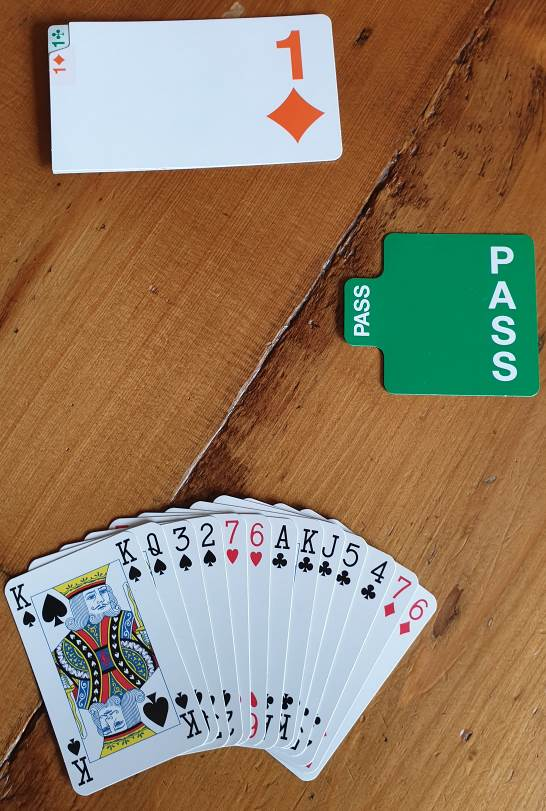 1♦ 1♣
1♦
PASS
PASS
K♠ K♠ Q♠ 3♠ 2♠ 7♥ 6♥ A♣ K♣ J♣ 5♣ 4♣ 7♦ 6♦
K